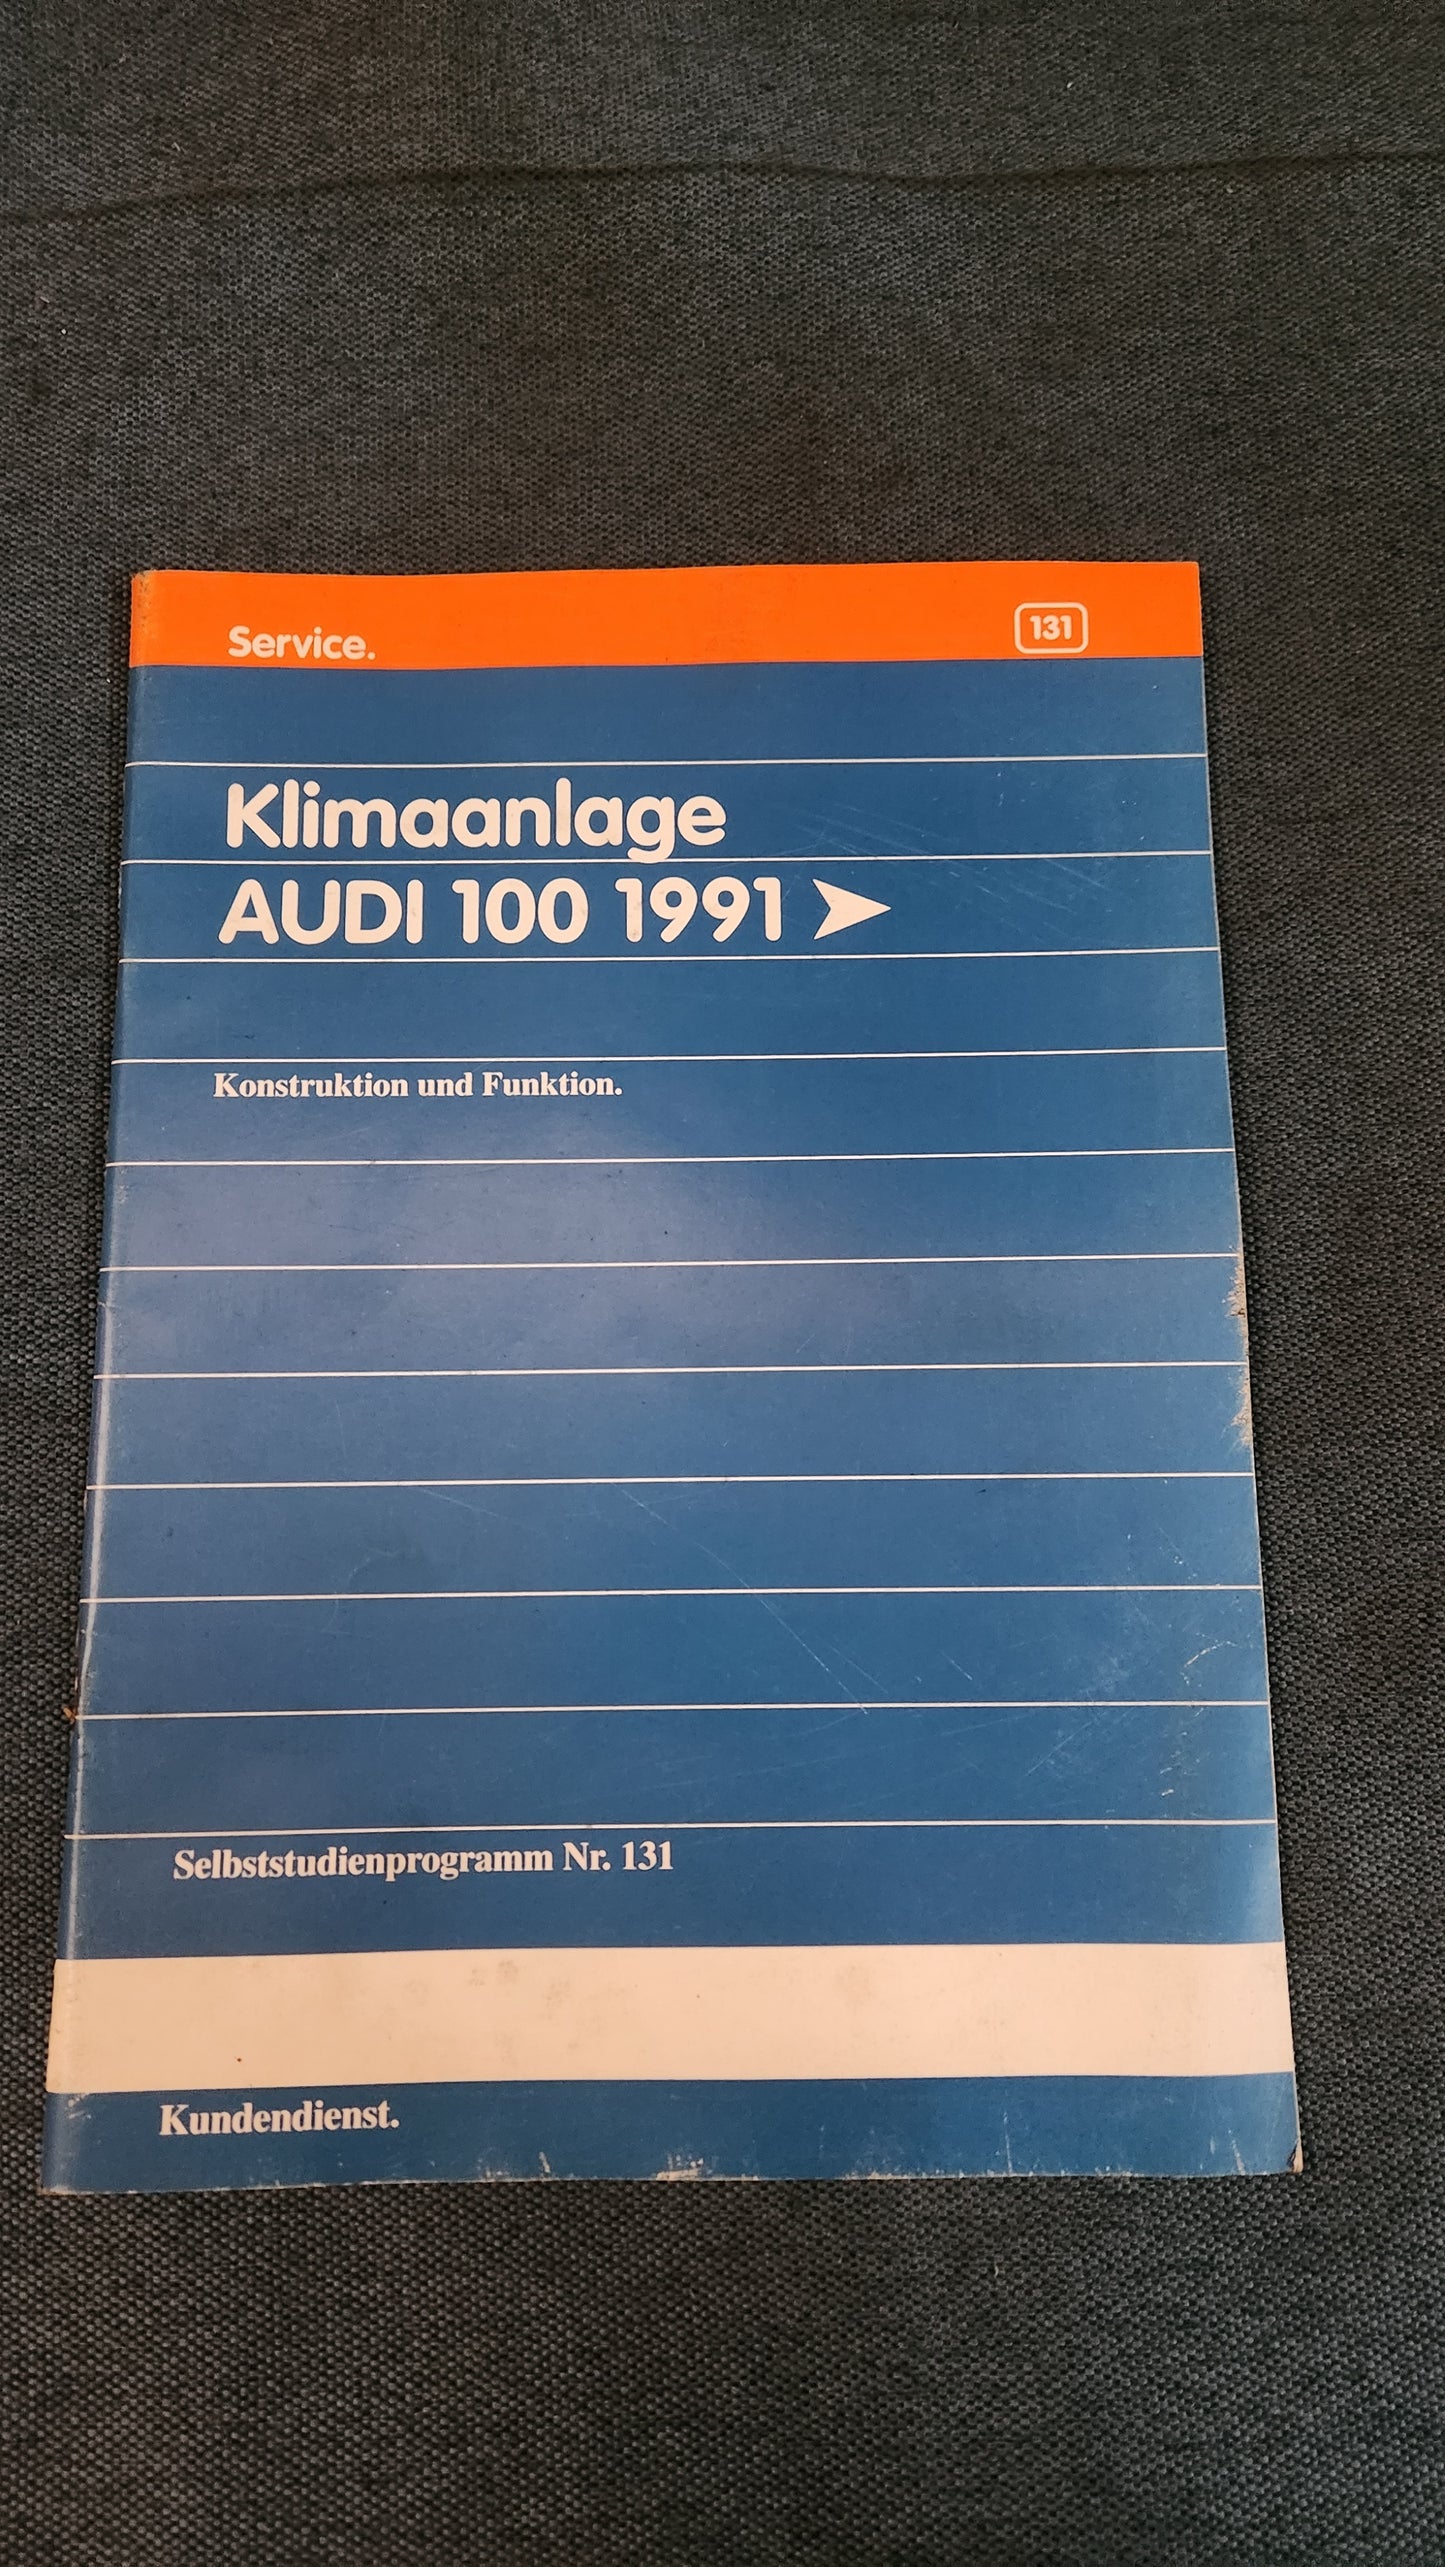 Service.
131
Klimaanlage
AUDI 100 1991 ➤
Konstruktion und Funktion.
Selbststudienprogramm Nr. 131
Kundendienst.